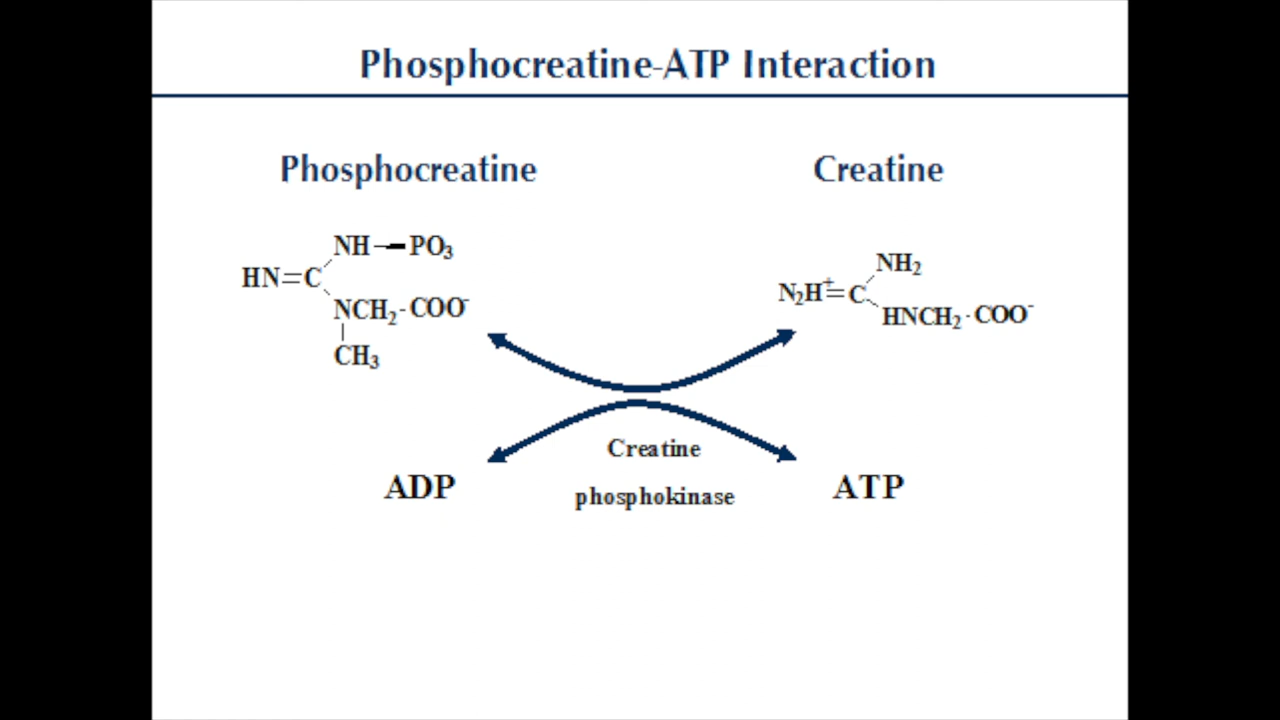 Phosphocreatine-ATP Interaction
Phosphocreatine
Creatine
NH—PO₃
HN=C
NCH₂-COO⁻
CH₃
NH₂
N₂H⁺=C
HNCH₂-COO⁻
Creatine
phosphokinase
ADP
ATP